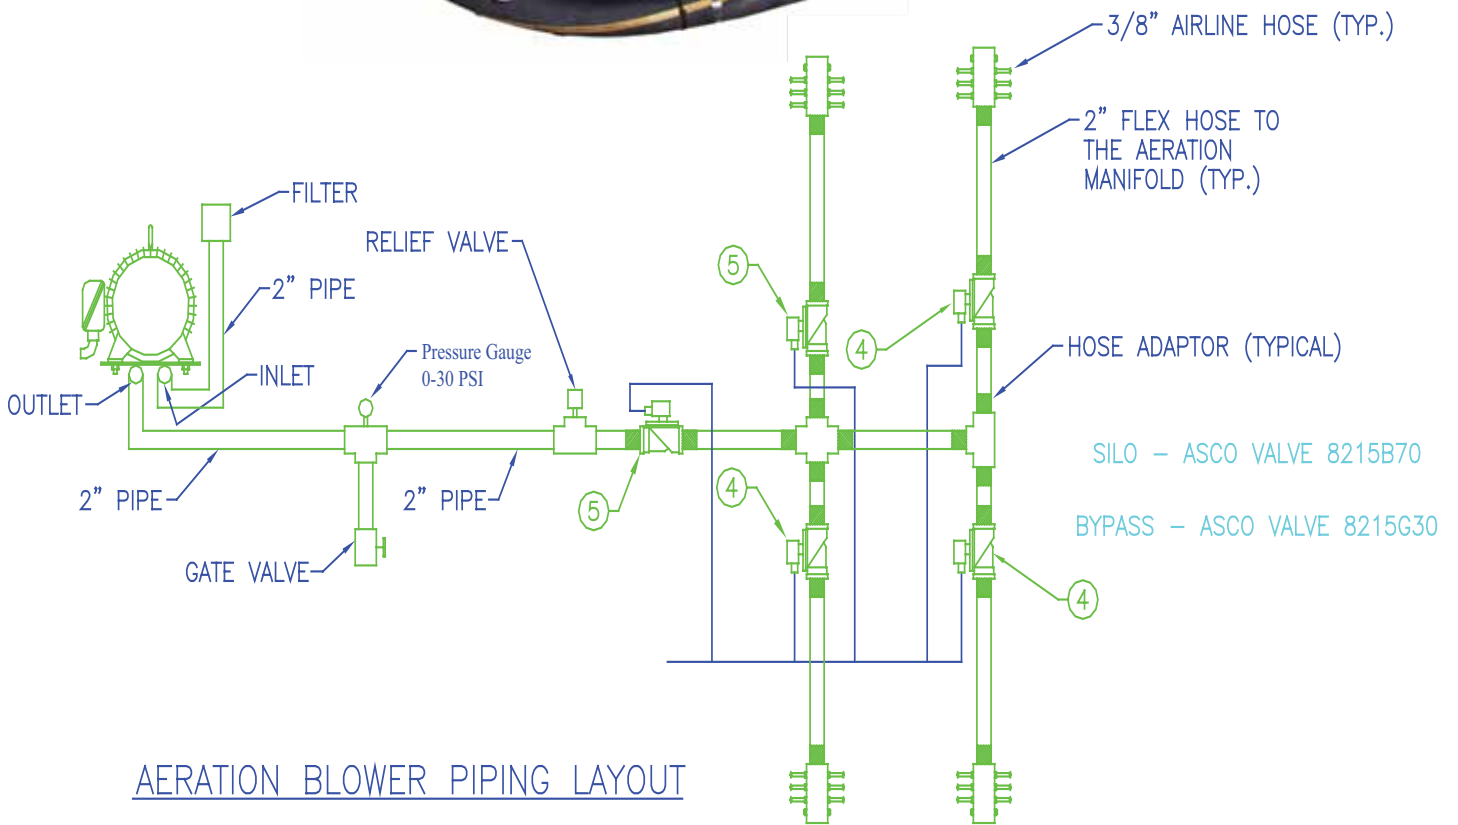 3/8” AIRLINE HOSE (TYP.)
2” FLEX HOSE TO
THE AERATION
MANIFOLD (TYP.)
FILTER
RELIEF VALVE
5
2” PIPE
4
Pressure Gauge
0-30 PSI
HOSE ADAPTOR (TYPICAL)
INLET
OUTLET
SILO - ASCO VALVE 8215B70
2” PIPE
2” PIPE
5
4
BYPASS - ASCO VALVE 8215G30
GATE VALVE
4
AERATION BLOWER PIPING LAYOUT